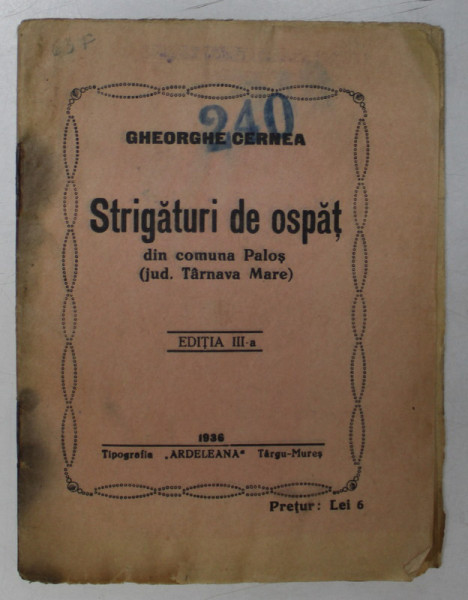 240
GHEORGHE CERNEA
Strigături de ospăț
din comuna Paloș
(jud. Târnava Mare)
EDIȚIA III-a
1936
Tipografia „ARDELEANA“ Târgu-Mureș
Prețur: Lei 6